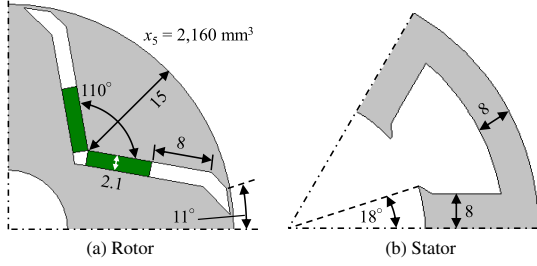 x₅ = 2,160 mm³
110°
15
8
2.1
11°
(a) Rotor
8
18°
8
(b) Stator